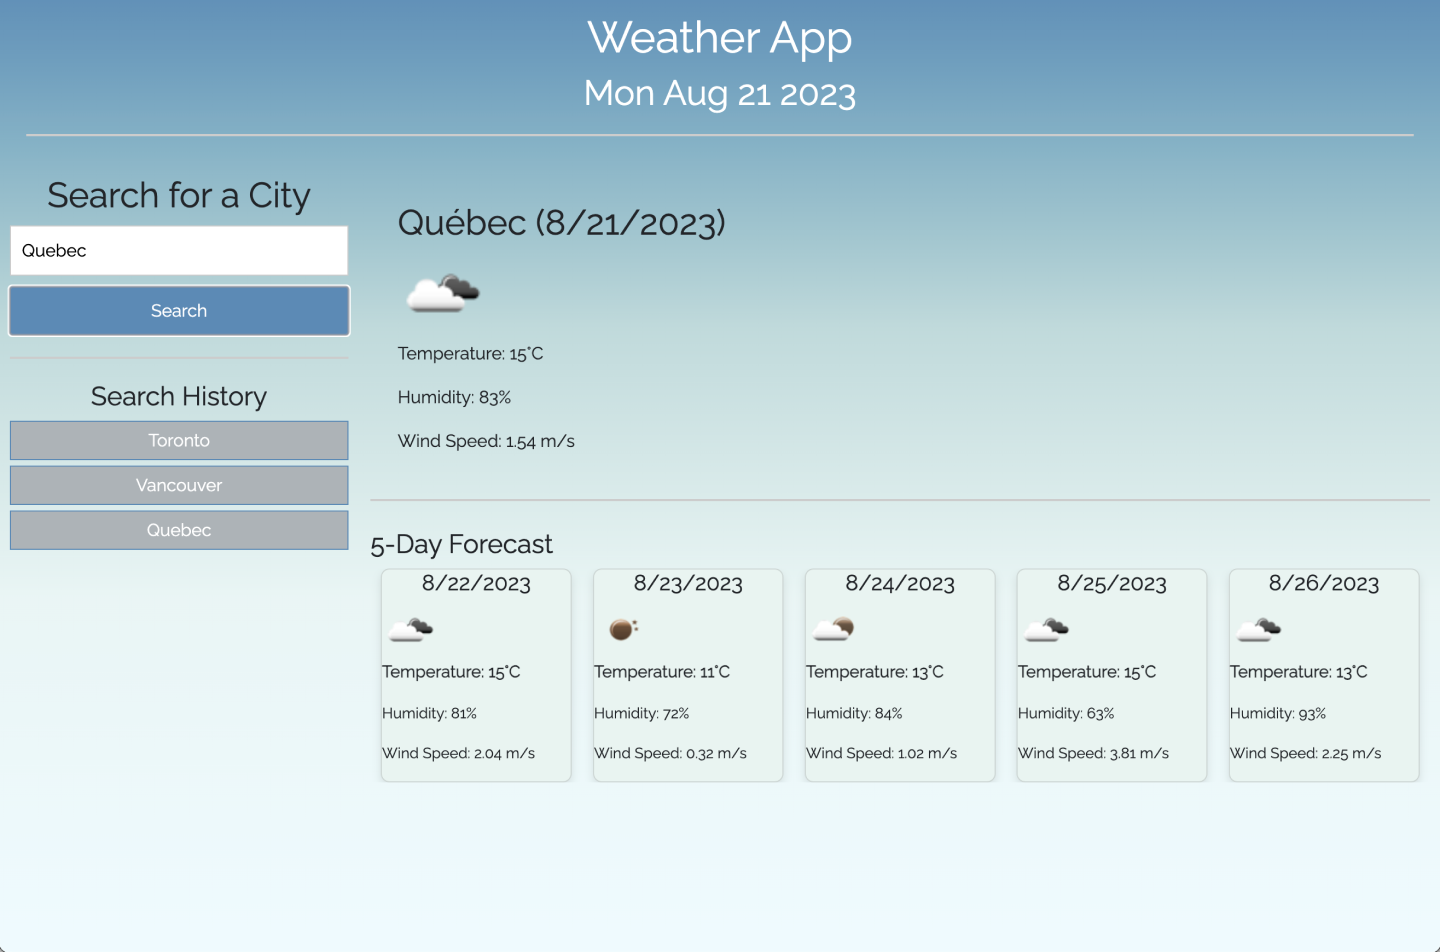 Weather App
Mon Aug 21 2023
Search for a City
Quebec
Search
Search History
Toronto
Vancouver
Quebec
Québec (8/21/2023)
Temperature: 15°C
Humidity: 83%
Wind Speed: 1.54 m/s
5-Day Forecast
8/22/2023
Temperature: 15°C
Humidity: 81%
Wind Speed: 2.04 m/s
8/23/2023
Temperature: 11°C
Humidity: 72%
Wind Speed: 0.32 m/s
8/24/2023
Temperature: 13°C
Humidity: 84%
Wind Speed: 1.02 m/s
8/25/2023
Temperature: 15°C
Humidity: 63%
Wind Speed: 3.81 m/s
8/26/2023
Temperature: 13°C
Humidity: 93%
Wind Speed: 2.25 m/s